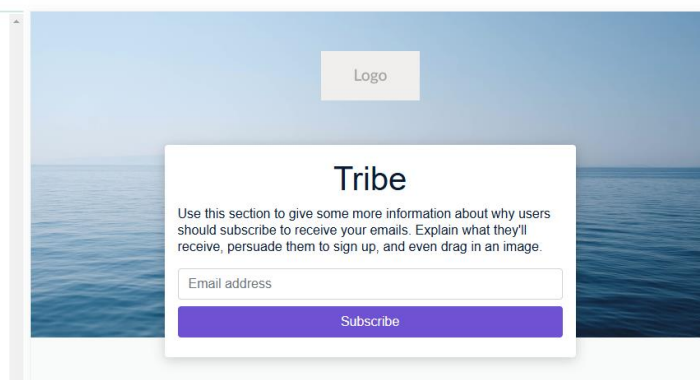 Logo
Tribe
Use this section to give some more information about why users
should subscribe to receive your emails. Explain what they'll
receive, persuade them to sign up, and even drag in an image.
Email address
Subscribe